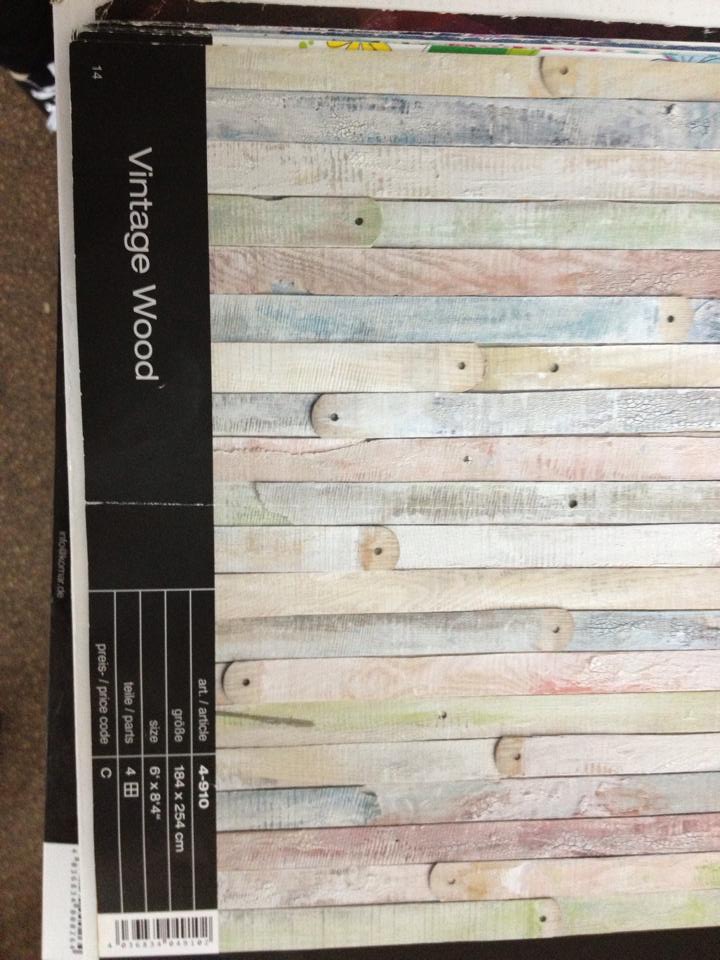 14
Vintage Wood
art. / article 4-910
größe 184 x 254 cm
size 6' x 8'4"
teile / parts 4
preis- / price code C
4 036834 049102
info@komar.de